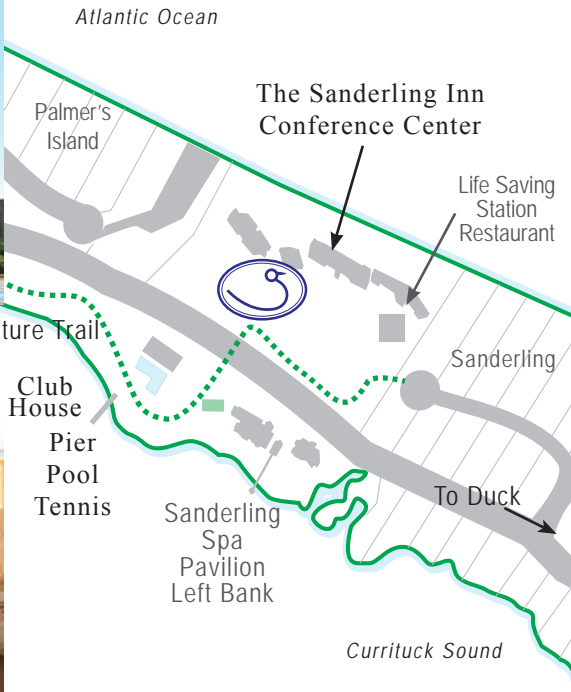 Atlantic Ocean
Palmer's
Island
The Sanderling Inn
Conference Center
Life Saving
Station
Restaurant
ture Trail
Sanderling
Club
House
Pier
Pool
Tennis
To Duck
Sanderling
Spa
Pavilion
Left Bank
Currituck Sound